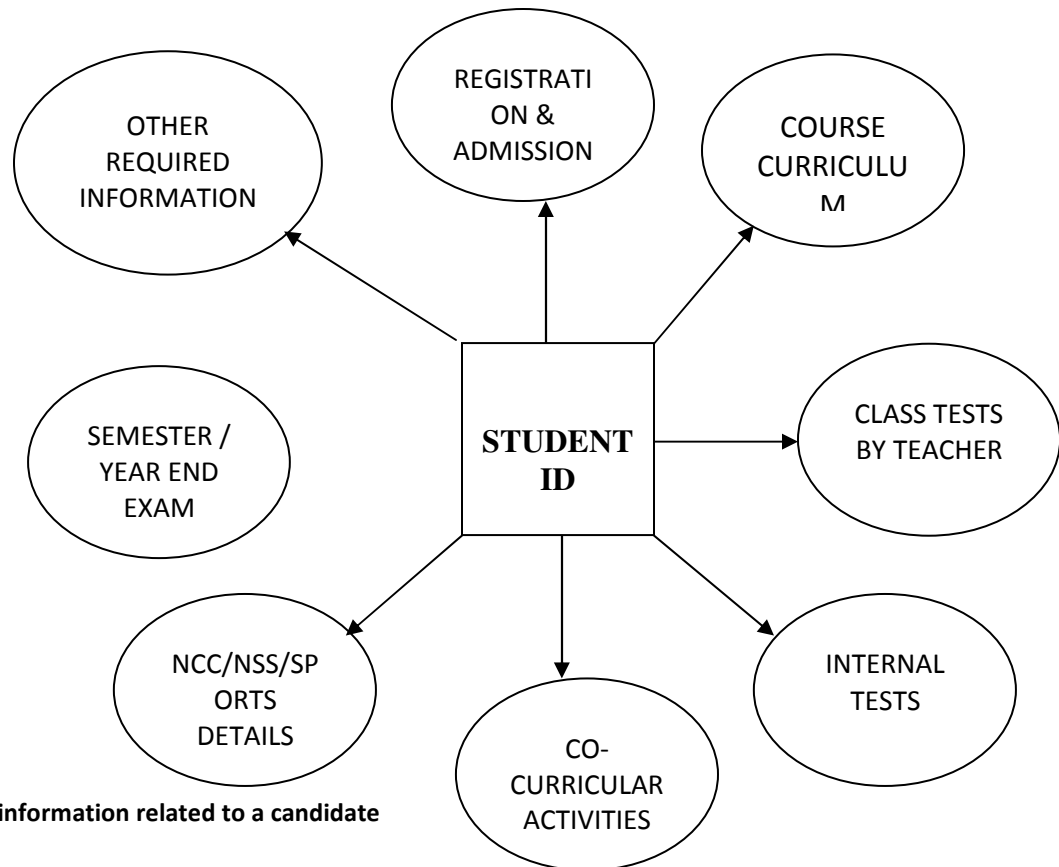 REGISTRATI
ON &
ADMISSION
OTHER
REQUIRED
INFORMATION
COURSE
CURRICULU
M
STUDENT
ID
CLASS TESTS
BY TEACHER
SEMESTER /
YEAR END
EXAM
NCC/NSS/SP
ORTS
DETAILS
INTERNAL
TESTS
CO-
CURRICULAR
ACTIVITIES
information related to a candidate